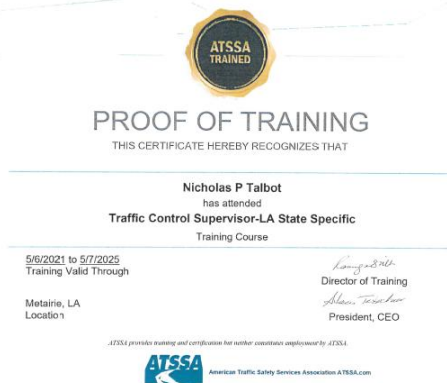 ATSSA
TRAINED
PROOF OF TRAINING
THIS CERTIFICATE HEREBY RECOGNIZES THAT
Nicholas P Talbot
has attended
Traffic Control Supervisor-LA State Specific
Training Course
5/6/2021 to 5/7/2025
Training Valid Through
Director of Training
Metairie, LA
Location
President, CEO
ATSSA provides training and certification but neither constitutes employment by ATSSA.
ATSSA American Traffic Safety Services Association ATSSA.com